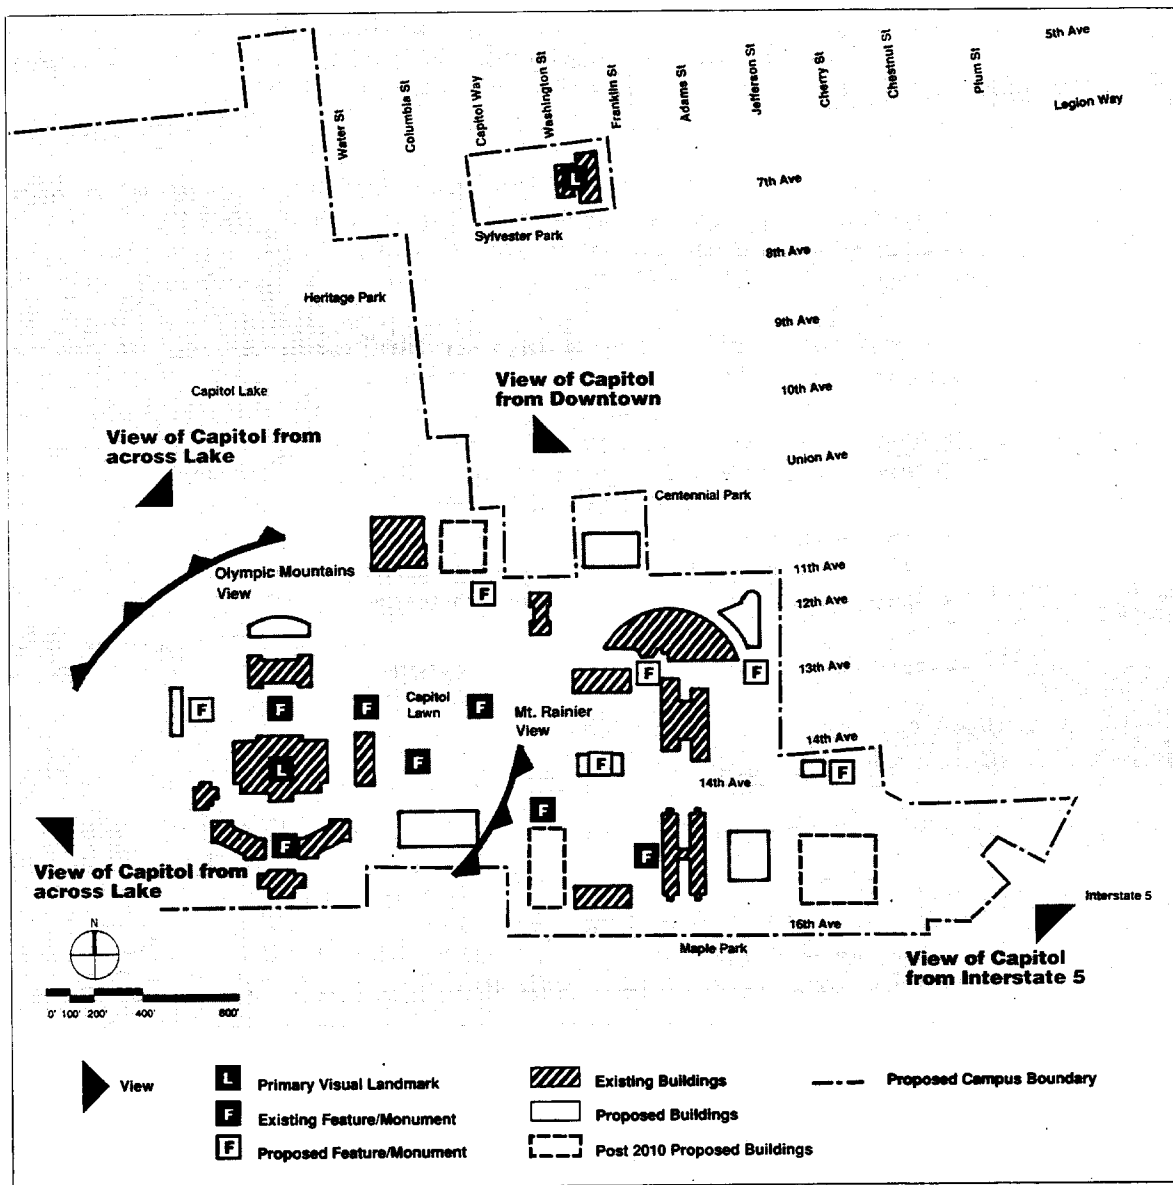 5th Ave
Legion Way
Water St
Columbia St
Capitol Way
Washington St
Franklin St
Adams St
Jefferson St
Cherry St
Chestnut St
Plum St
L
7th Ave
Sylvester Park
8th Ave
Heritage Park
9th Ave
Capitol Lake
View of Capitol
from Downtown
10th Ave
View of Capitol from
across Lake
Union Ave
Centennial Park
Olympic Mountains
View
11th Ave
F
12th Ave
13th Ave
F
F
F
F
F
Capitol
Lawn
F
Mt. Rainier
View
14th Ave
L
F
F
14th Ave
F
F
F
F
View of Capitol from
across Lake
Interstate 5
16th Ave
Maple Park
View of Capitol
from Interstate 5
N
0' 100' 200' 400' 800'
View
L Primary Visual Landmark
F Existing Feature/Monument
F Proposed Feature/Monument
Existing Buildings
Proposed Buildings
Post 2010 Proposed Buildings
Proposed Campus Boundary